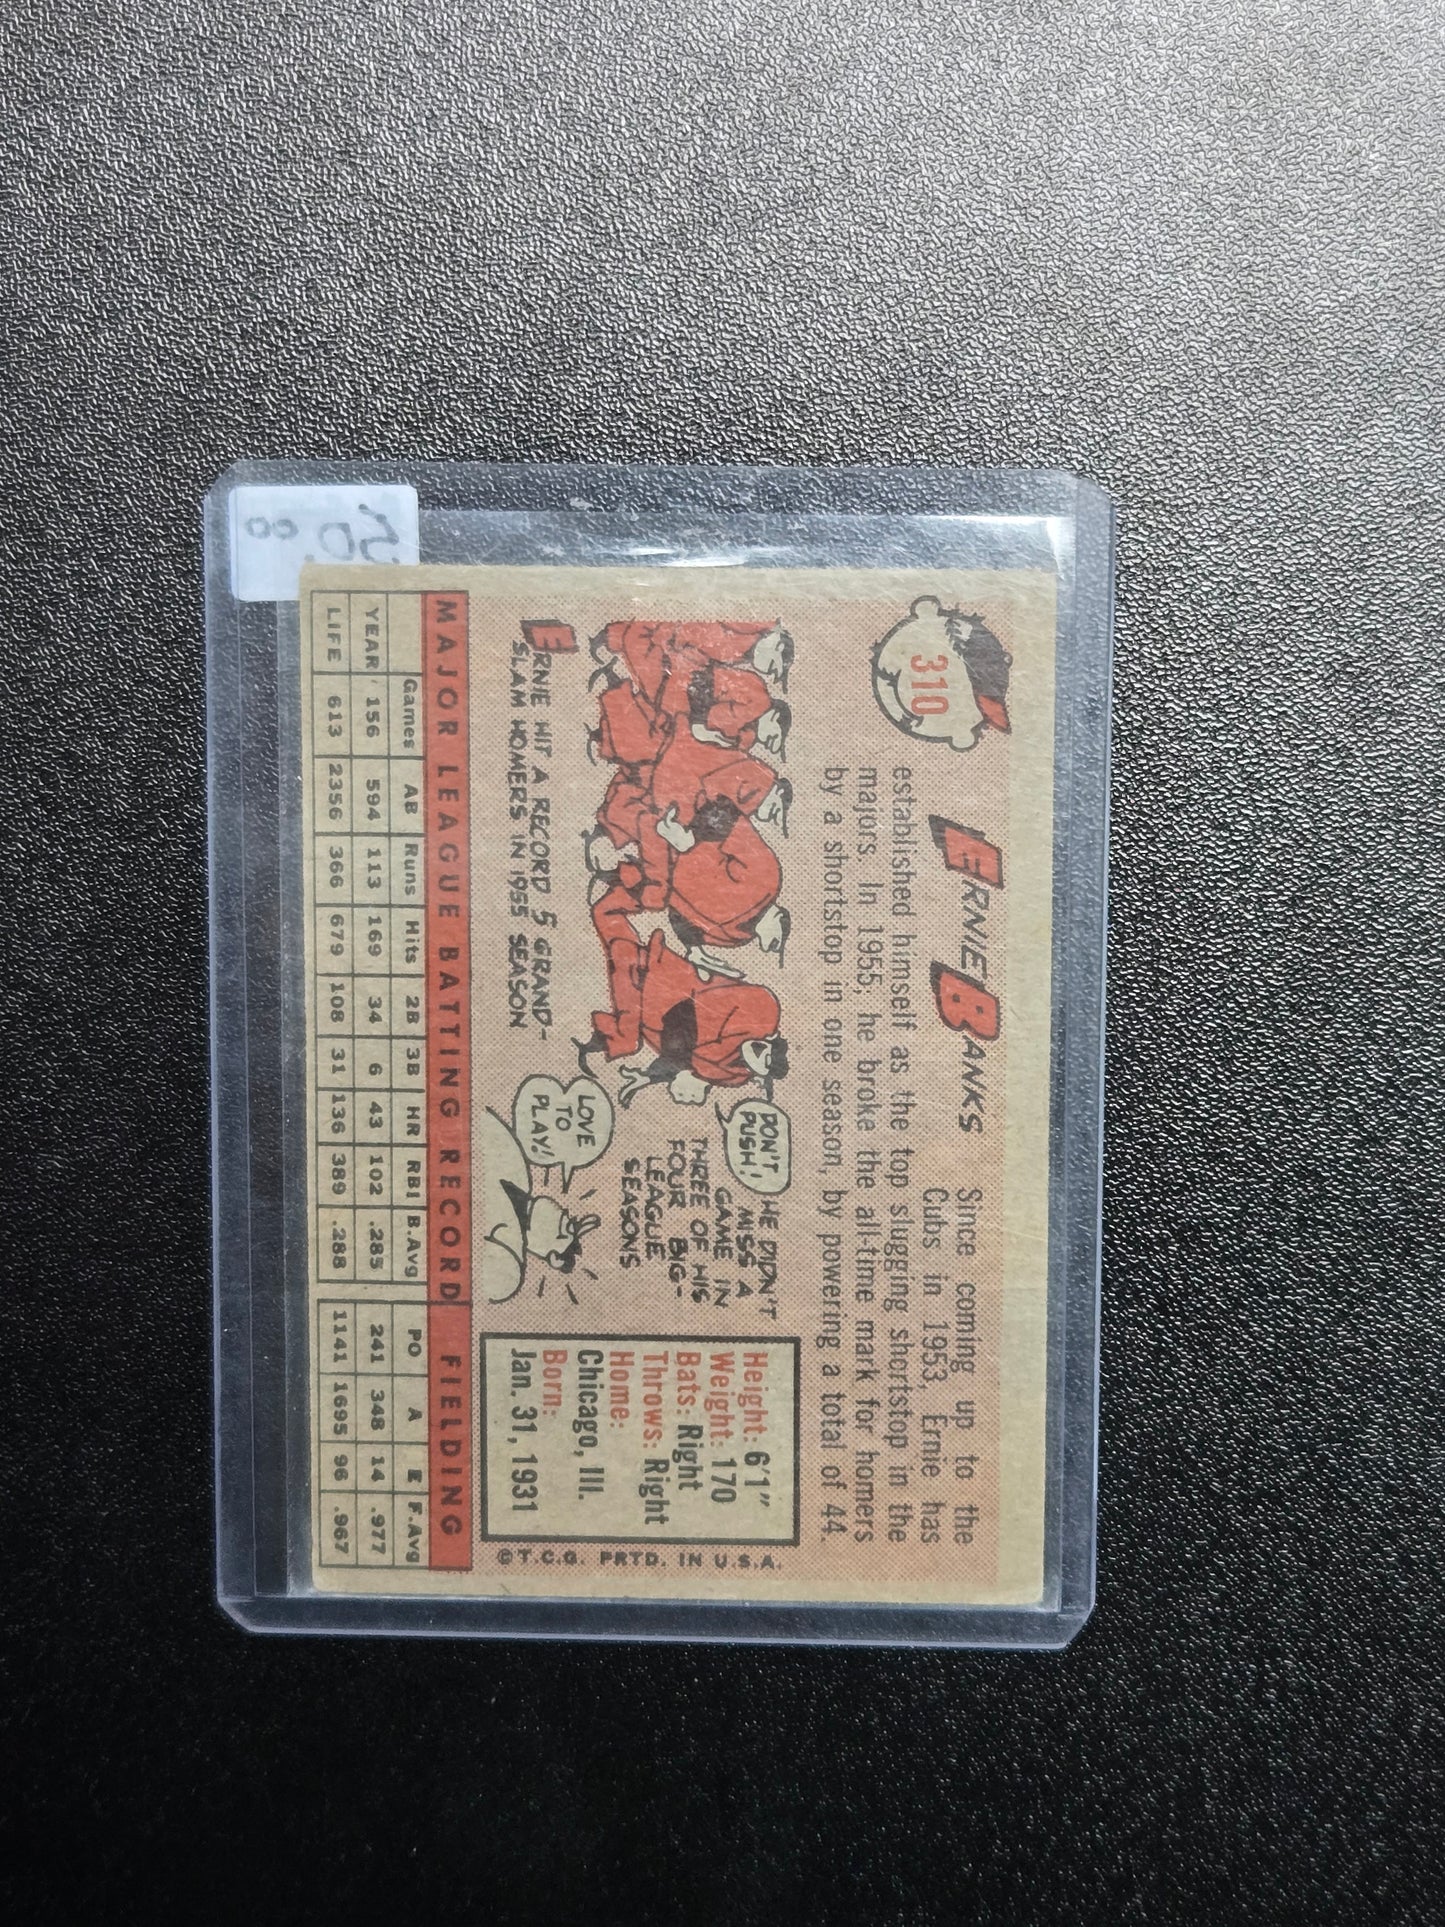 310
ERNIE BANKS
Since coming up to the
Cubs in 1953, Ernie has
established himself as the top slugging shortstop in the
majors. In 1955, he broke the all-time mark for homers
by a shortstop in one season, by powering a total of 44.
DON'T
PUSH!
HE DIDN'T
MISS A
GAME IN
THREE OF HIS
FOUR BIG-
LEAGUE
SEASONS
LOVE
TO
PLAY!
ERNIE HIT A RECORD 5 GRAND-
SLAM HOMERS IN 1955 SEASON
Height: 6'1"
Weight: 170
Bats: Right
Throws: Right
Home:
Chicago, Ill.
Born:
Jan. 31, 1931
©T.C.G. PRTD. IN U.S.A.
MAJOR LEAGUE BATTING RECORD FIELDING
Games AB Runs Hits 2B 3B HR RBI B.Avg PO A E F.Avg
YEAR 156 594 113 169 34 6 43 102 .285 241 348 14 .977
LIFE 613 2356 366 679 108 31 136 389 .288 1141 1695 96 .967